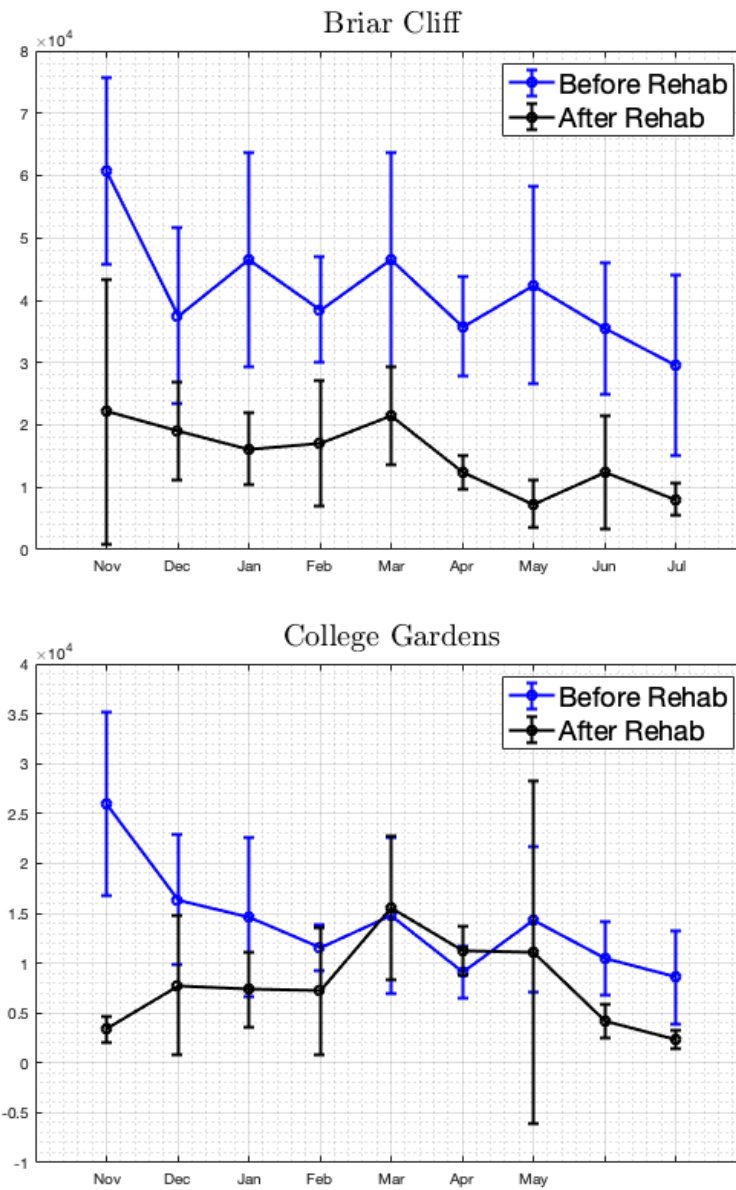 Briar Cliff
×10⁴
8
7
6
5
4
3
2
1
0
Before Rehab
After Rehab
Nov Dec Jan Feb Mar Apr May Jun Jul
College Gardens
×10⁴
4
3.5
3
2.5
2
1.5
1
0.5
0
-0.5
-1
Before Rehab
After Rehab
Nov Dec Jan Feb Mar Apr May